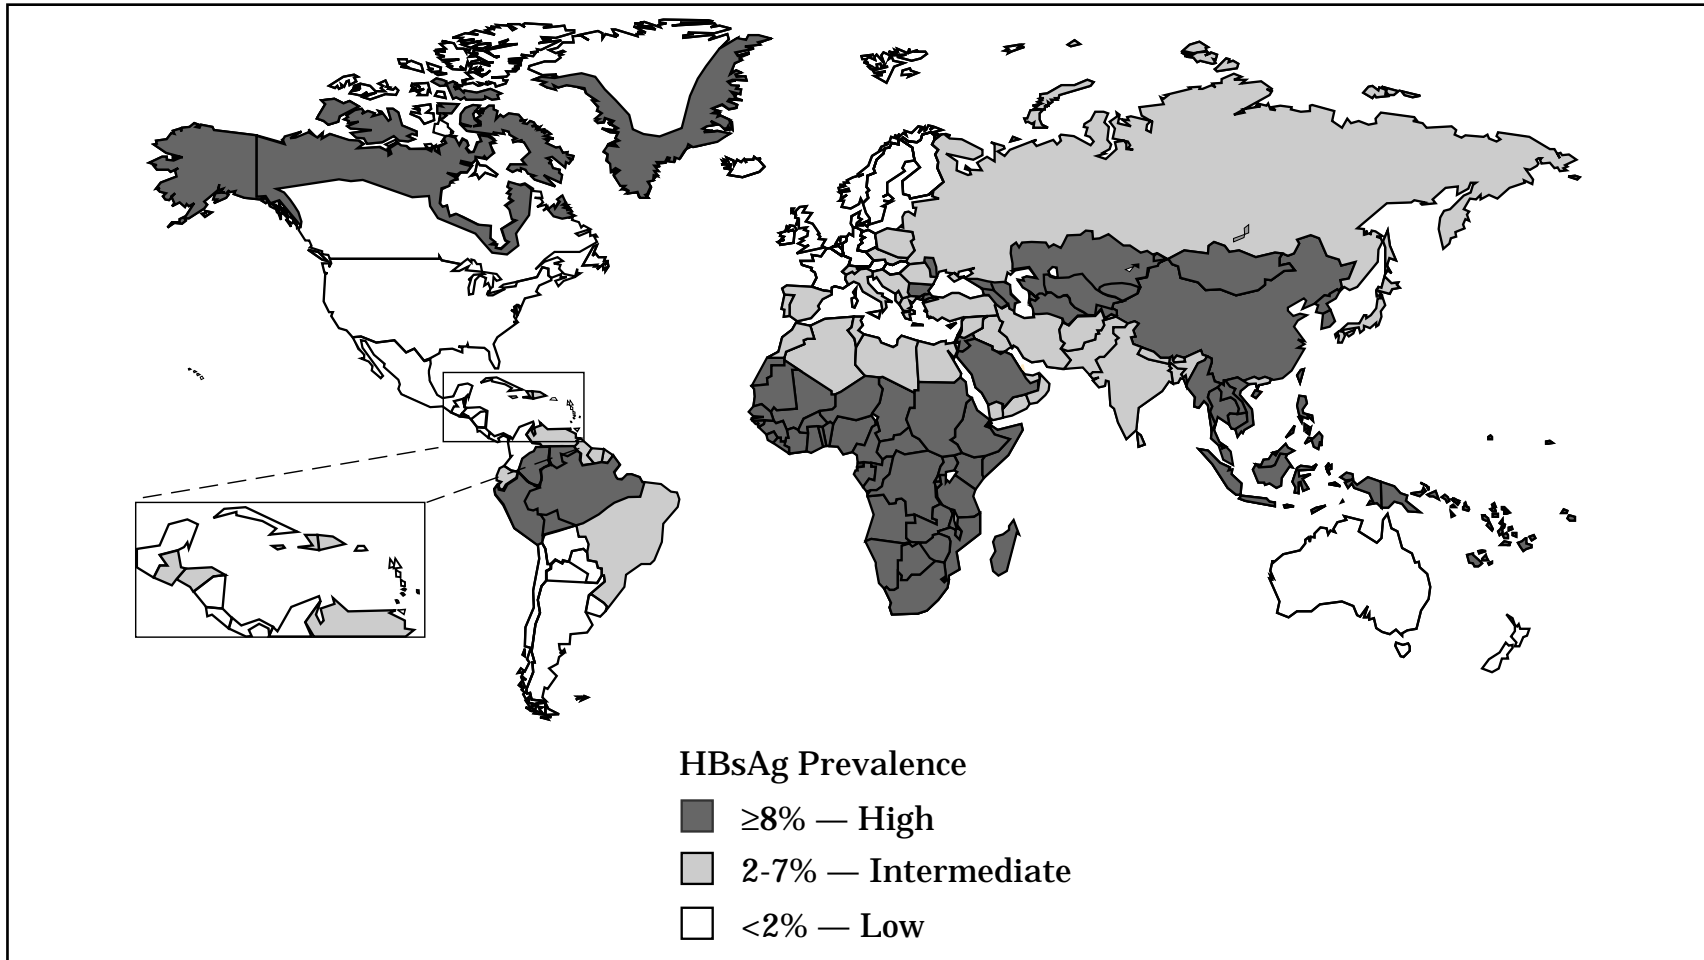 HBsAg Prevalence
≥8% — High
2-7% — Intermediate
<2% — Low